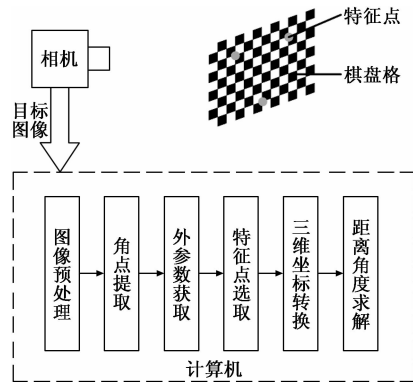 特征点
相机
棋盘格
目标
图像
图像预处理
角点提取
外参数获取
特征点选取
三维坐标转换
距离角度求解
计算机